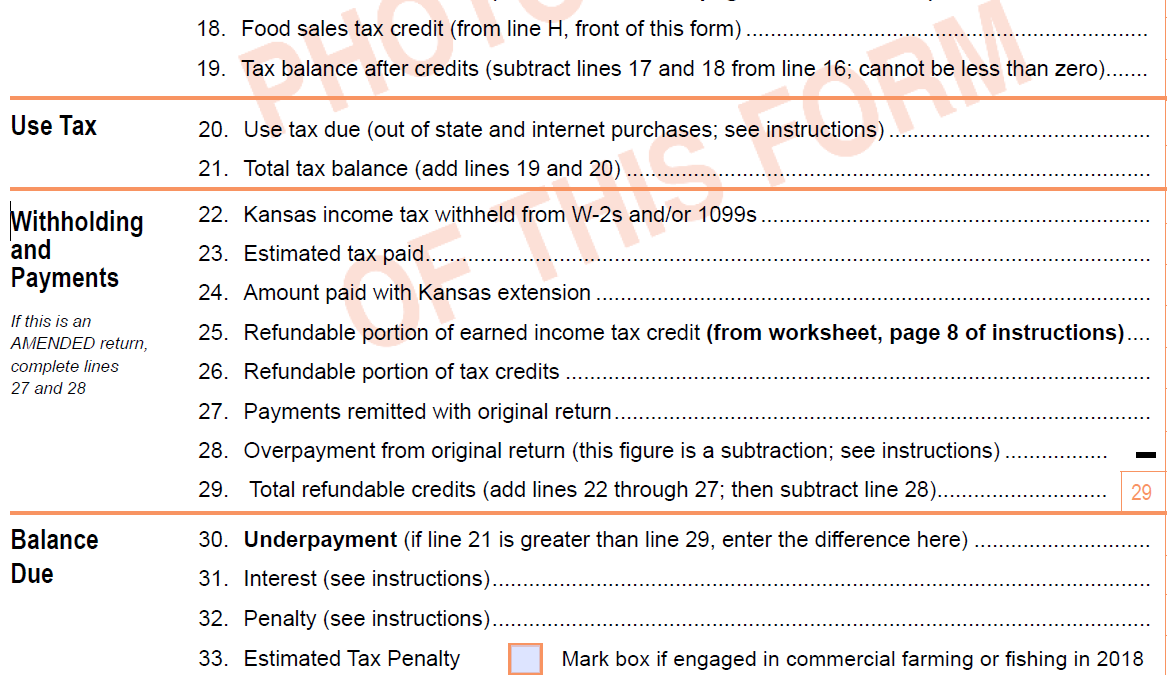 18. Food sales tax credit (from line H, front of this form)
19. Tax balance after credits (subtract lines 17 and 18 from line 16; cannot be less than zero)
Use Tax
20. Use tax due (out of state and internet purchases; see instructions)
21. Total tax balance (add lines 19 and 20)
Withholding
and
Payments
If this is an
AMENDED return,
complete lines
27 and 28
22. Kansas income tax withheld from W-2s and/or 1099s
23. Estimated tax paid
24. Amount paid with Kansas extension
25. Refundable portion of earned income tax credit (from worksheet, page 8 of instructions)
26. Refundable portion of tax credits
27. Payments remitted with original return
28. Overpayment from original return (this figure is a subtraction; see instructions)
29. Total refundable credits (add lines 22 through 27; then subtract line 28) 29
Balance
Due
30. Underpayment (if line 21 is greater than line 29, enter the difference here)
31. Interest (see instructions)
32. Penalty (see instructions)
33. Estimated Tax Penalty Mark box if engaged in commercial farming or fishing in 2018
OF THIS FORM